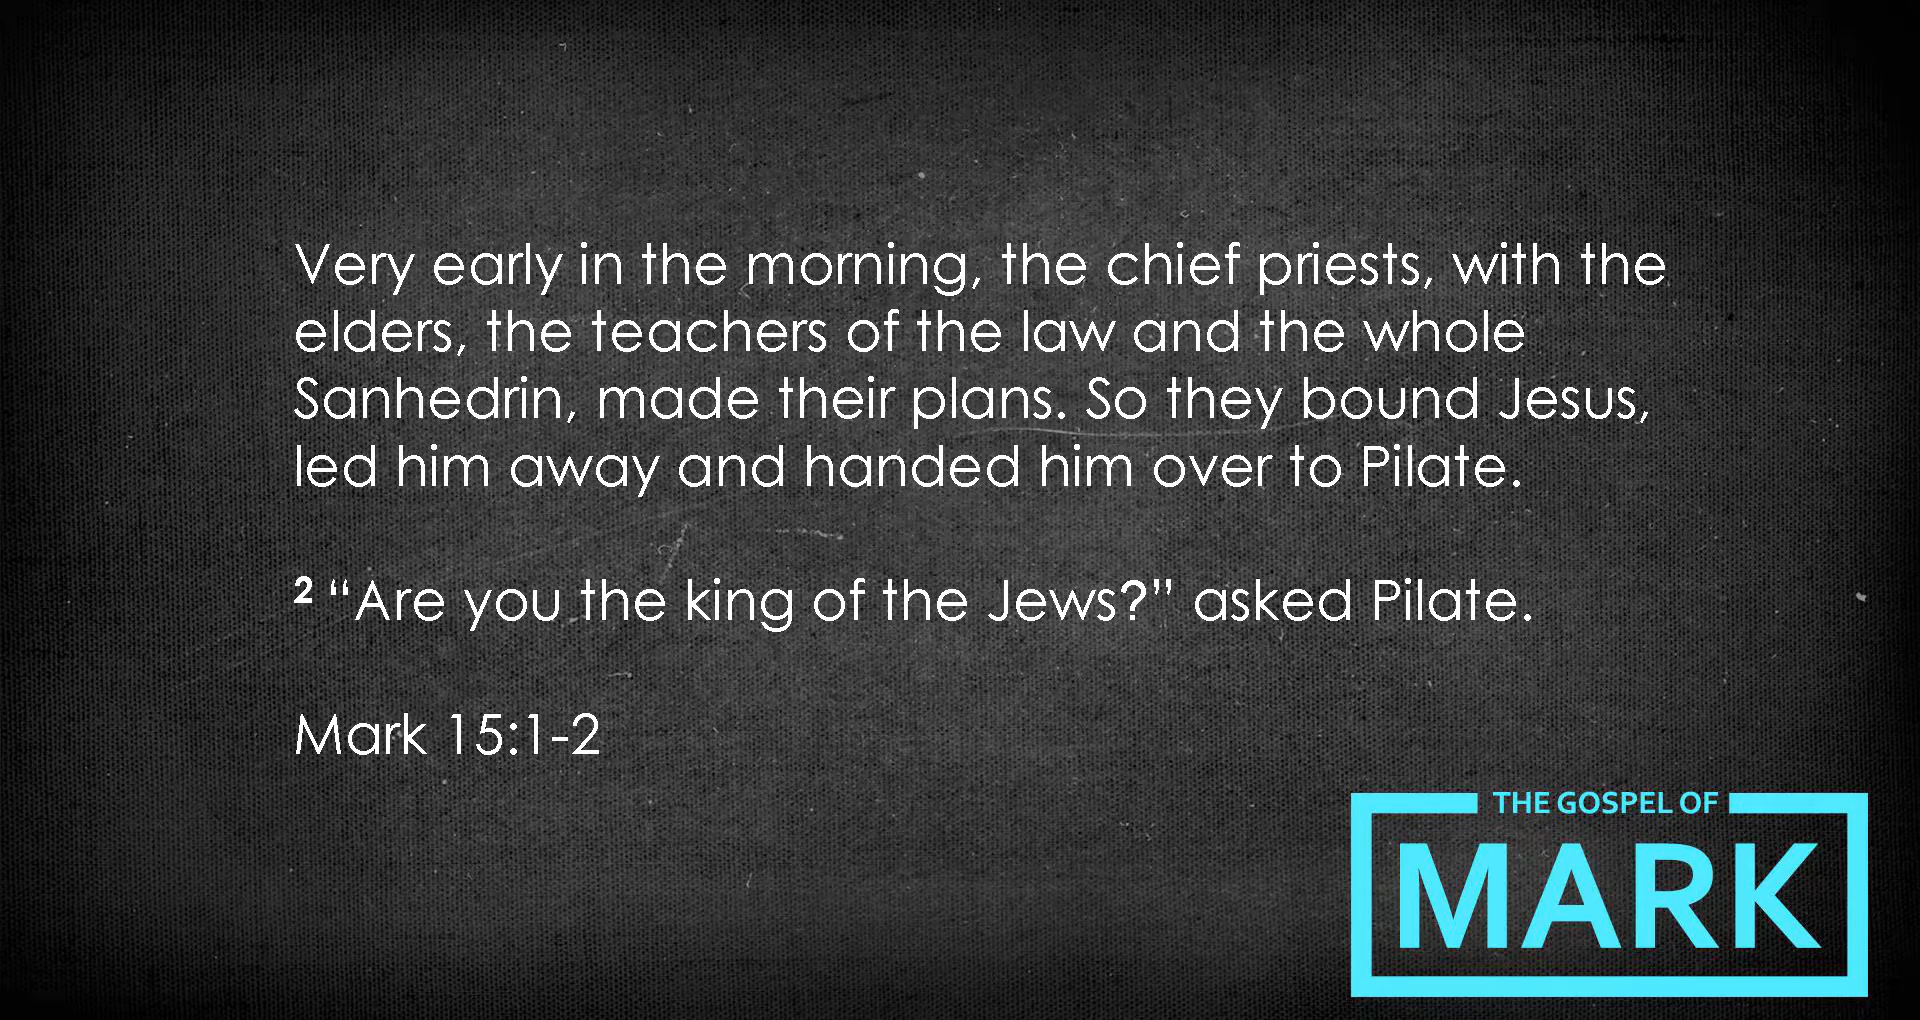 Very early in the morning, the chief priests, with the
elders, the teachers of the law and the whole
Sanhedrin, made their plans. So they bound Jesus,
led him away and handed him over to Pilate.
2 “Are you the king of the Jews?” asked Pilate.
Mark 15:1-2
THE GOSPEL OF
MARK